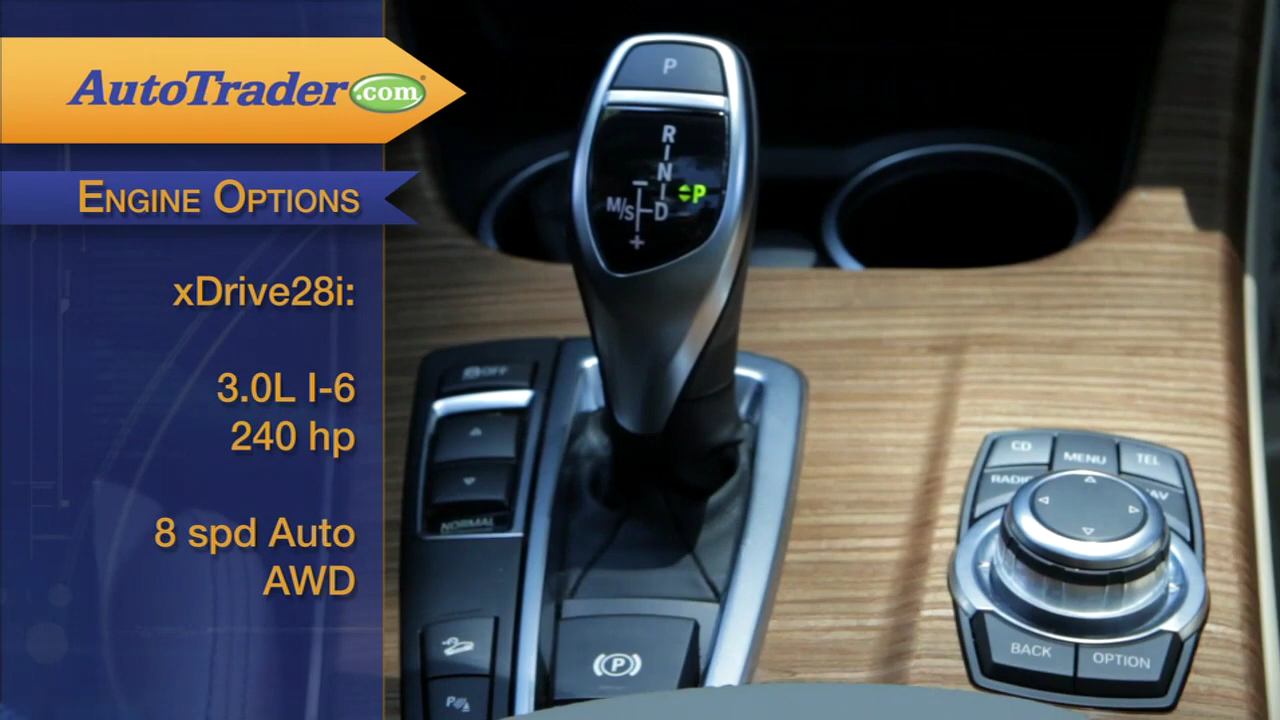 AutoTrader.com
ENGINE OPTIONS
xDrive28i:
3.0L I-6
240 hp
8 spd Auto
AWD
P
R
N
P
M/S
D
OFF
NORMAL
P
CD
MENU
TEL
BACK
OPTION